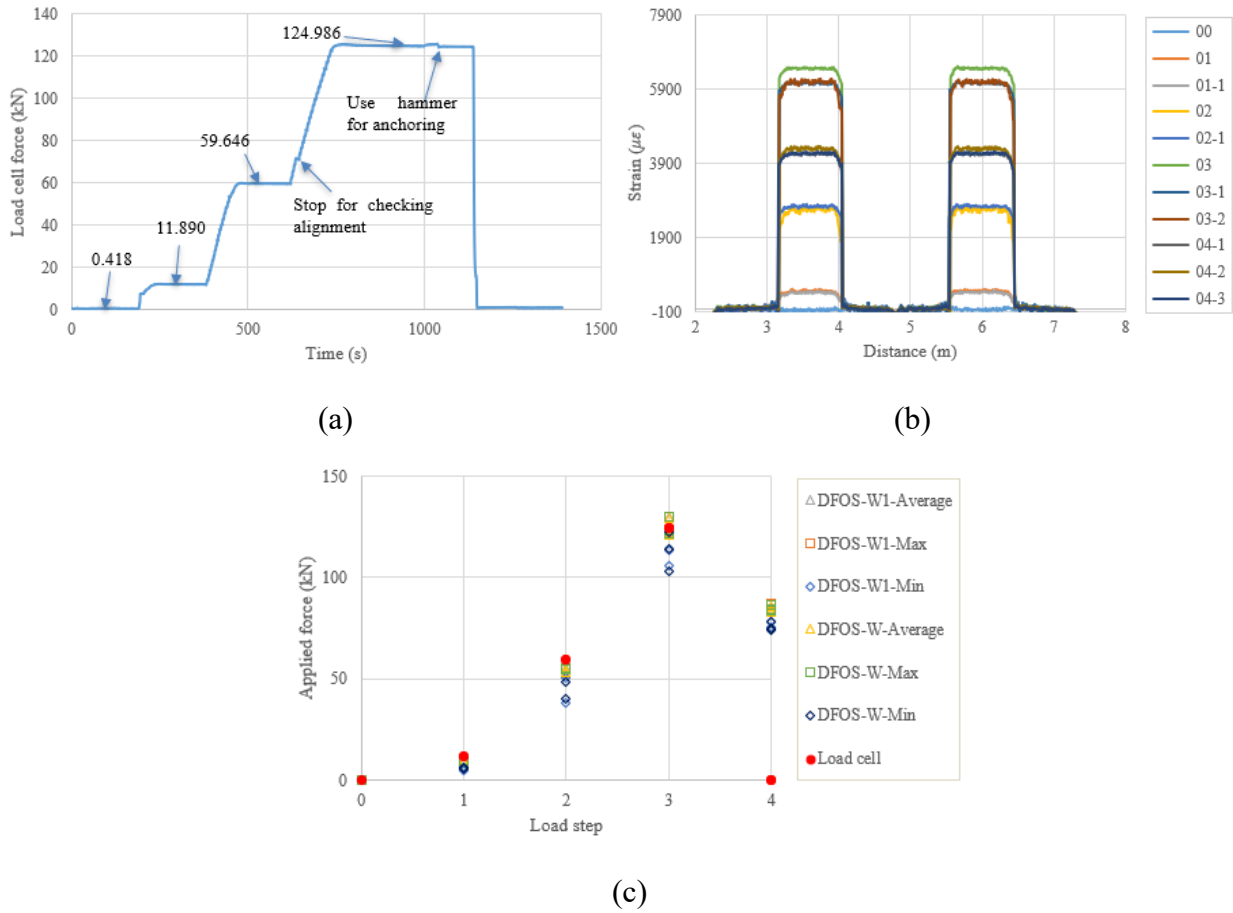 140
120
100
80
60
40
20
0
Load cell force (kN)
124.986
Use hammer
for anchoring
59.646
Stop for checking
alignment
11.890
0.418
0
500
1000
1500
Time (s)
(a)
7900
5900
3900
1900
-100
Strain (με)
2
3
4
5
6
7
8
Distance (m)
00
01
01-1
02
02-1
03
03-1
03-2
04-1
04-2
04-3
(b)
150
100
50
0
Applied force (kN)
0
1
2
3
4
Load step
DFOS-W1-Average
DFOS-W1-Max
DFOS-W1-Min
DFOS-W-Average
DFOS-W-Max
DFOS-W-Min
Load cell
(c)